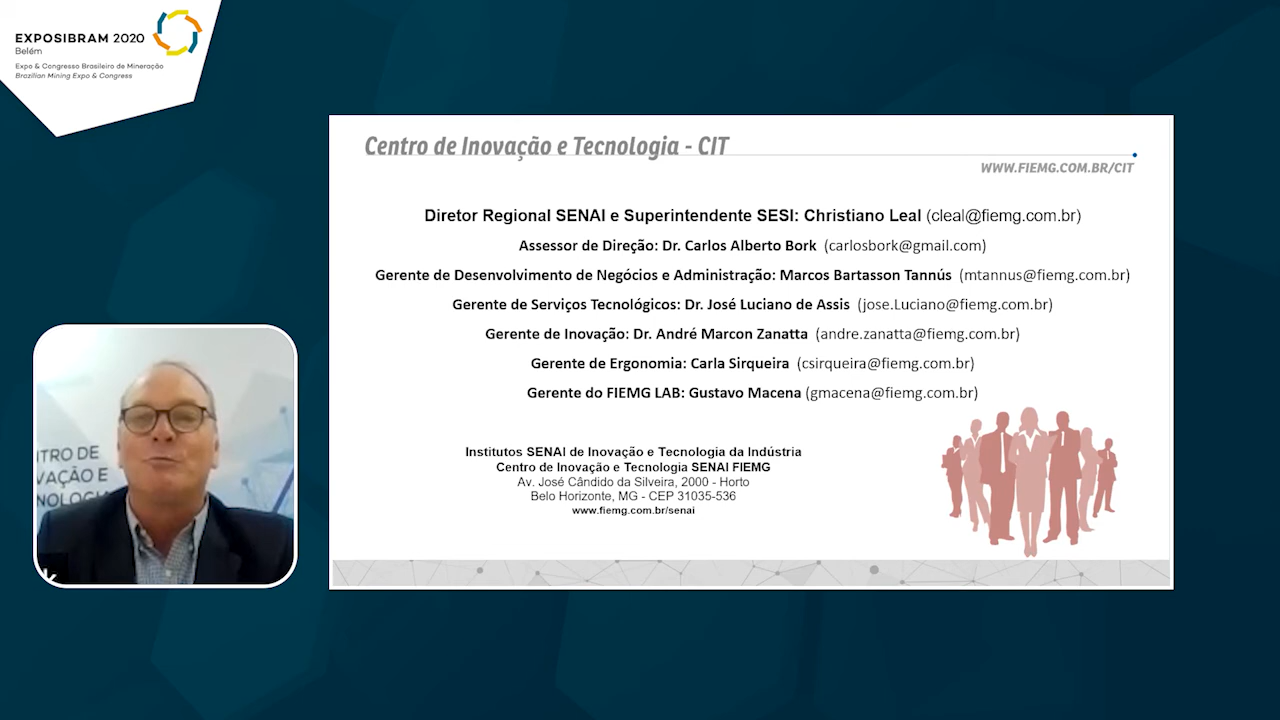 EXPOSIBRAM 2020
Belém
Expo & Congresso Brasileiro de Mineração
Brazilian Mining Expo & Congress
Centro de Inovação e Tecnologia - CIT
WWW.FIEMG.COM.BR/CIT
Diretor Regional SENAI e Superintendente SESI: Christiano Leal (cleal@fiemg.com.br)
Assessor de Direção: Dr. Carlos Alberto Bork (carlosbork@gmail.com)
Gerente de Desenvolvimento de Negócios e Administração: Marcos Bartasson Tannús (mtannus@fiemg.com.br)
Gerente de Serviços Tecnológicos: Dr. José Luciano de Assis (jose.Luciano@fiemg.com.br)
Gerente de Inovação: Dr. André Marcon Zanatta (andre.zanatta@fiemg.com.br)
Gerente de Ergonomia: Carla Sirqueira (csirqueira@fiemg.com.br)
Gerente do FIEMG LAB: Gustavo Macena (gmacena@fiemg.com.br)
Institutos SENAI de Inovação e Tecnologia da Indústria
Centro de Inovação e Tecnologia SENAI FIEMG
Av. José Cândido da Silveira, 2000 - Horto
Belo Horizonte, MG - CEP 31035-536
www.fiemg.com.br/senai
NTRO DE
VAÇÃO E
NOLOGIA
k